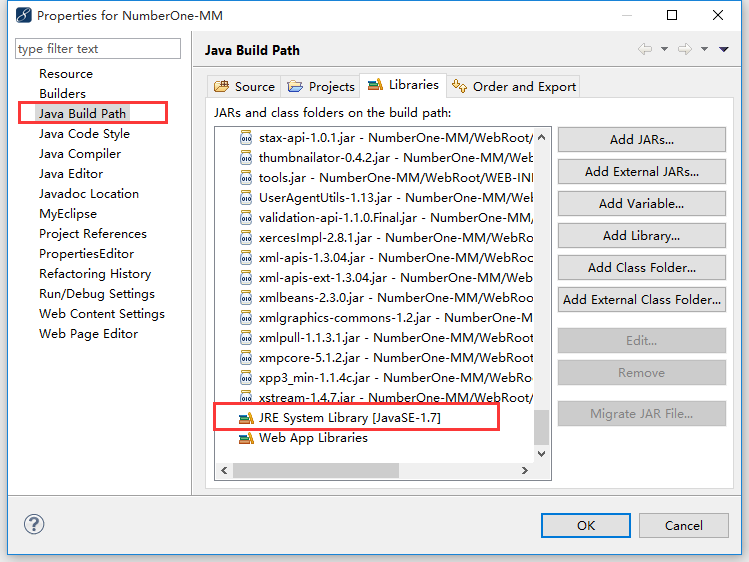 Properties for NumberOne-MM
type filter text
Resource
Builders
Java Build Path
Java Code Style
Java Compiler
Java Editor
Javadoc Location
MyEclipse
Project References
PropertiesEditor
Refactoring History
Run/Debug Settings
Web Content Settings
Web Page Editor
Java Build Path
Source
Projects
Libraries
Order and Export
JARs and class folders on the build path:
stax-api-1.0.1.jar - NumberOne-MM/WebRoot/
thumbnailator-0.4.2.jar - NumberOne-MM/WebRoot/
tools.jar - NumberOne-MM/WebRoot/WEB-INF
UserAgentUtils-1.13.jar - NumberOne-MM/WebRoot/
validation-api-1.1.0.Final.jar - NumberOne-MM/
xercesImpl-2.8.1.jar - NumberOne-MM/WebRoot
xml-apis-1.3.04.jar - NumberOne-MM/WebRoot/
xml-apis-ext-1.3.04.jar - NumberOne-MM/WebRoot
xmlbeans-2.3.0.jar - NumberOne-MM/WebRoot/
xmlgraphics-commons-1.2.jar - NumberOne-MM/
xmlpull-1.1.3.1.jar - NumberOne-MM/WebRoot/
xmpcore-5.1.2.jar - NumberOne-MM/WebRoot/
xpp3_min-1.1.4c.jar - NumberOne-MM/WebRoot/
xstream-1.4.7.jar - NumberOne-MM/WebRoot/
JRE System Library [JavaSE-1.7]
Web App Libraries
Add JARs...
Add External JARs...
Add Variable...
Add Library...
Add Class Folder...
Add External Class Folder...
Edit...
Remove
Migrate JAR File...
OK
Cancel